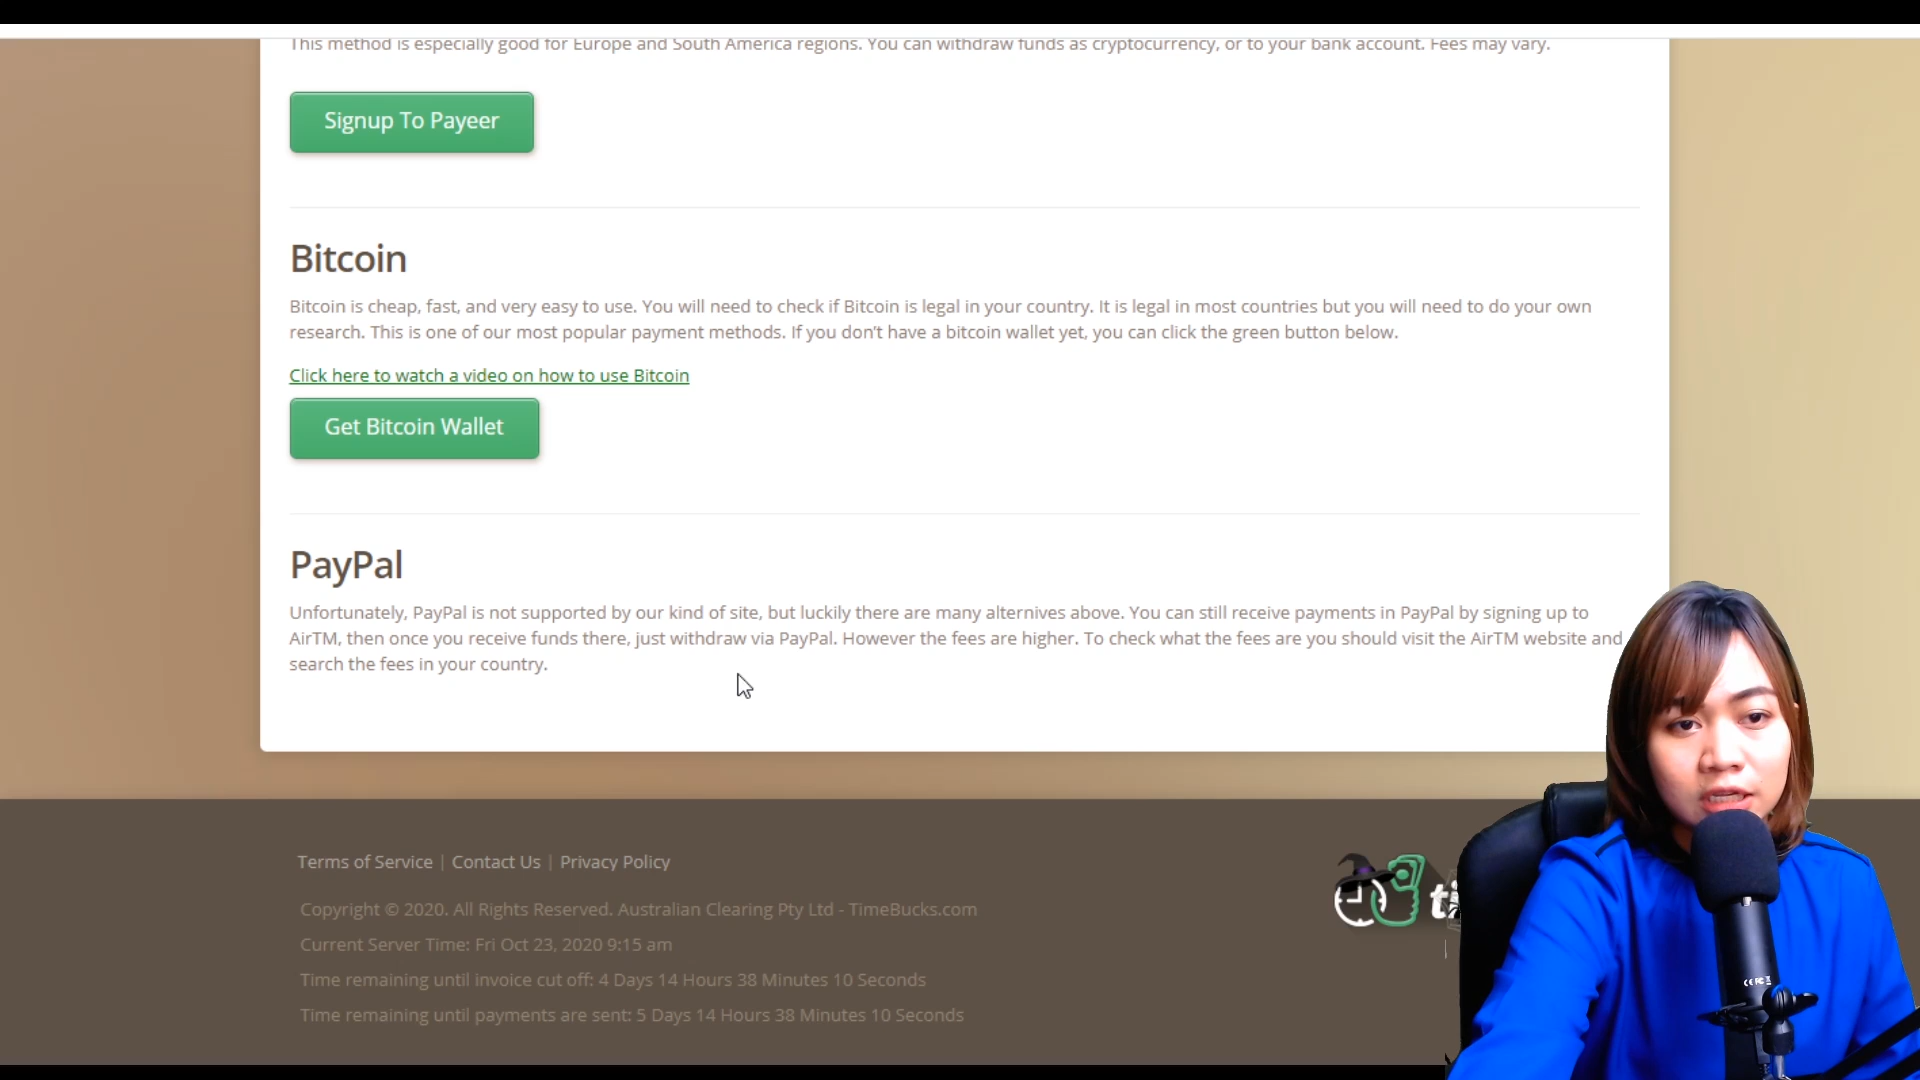 This method is especially good for Europe and South America regions. You can withdraw funds as cryptocurrency, or to your bank account. Fees may vary.
Signup To Payeer
Bitcoin
Bitcoin is cheap, fast, and very easy to use. You will need to check if Bitcoin is legal in your country. It is legal in most countries but you will need to do your own
research. This is one of our most popular payment methods. If you don't have a bitcoin wallet yet, you can click the green button below.
Click here to watch a video on how to use Bitcoin
Get Bitcoin Wallet
PayPal
Unfortunately, PayPal is not supported by our kind of site, but luckily there are many alternives above. You can still receive payments in PayPal by signing up to
AirTM, then once you receive funds there, just withdraw via PayPal. However the fees are higher. To check what the fees are you should visit the AirTM website and
search the fees in your country.
Terms of Service | Contact Us | Privacy Policy
Copyright © 2020. All Rights Reserved. Australian Clearing Pty Ltd - TimeBucks.com
Current Server Time: Fri Oct 23, 2020 9:15 am
Time remaining until invoice cut off: 4 Days 14 Hours 38 Minutes 10 Seconds
Time remaining until payments are sent: 5 Days 14 Hours 38 Minutes 10 Seconds